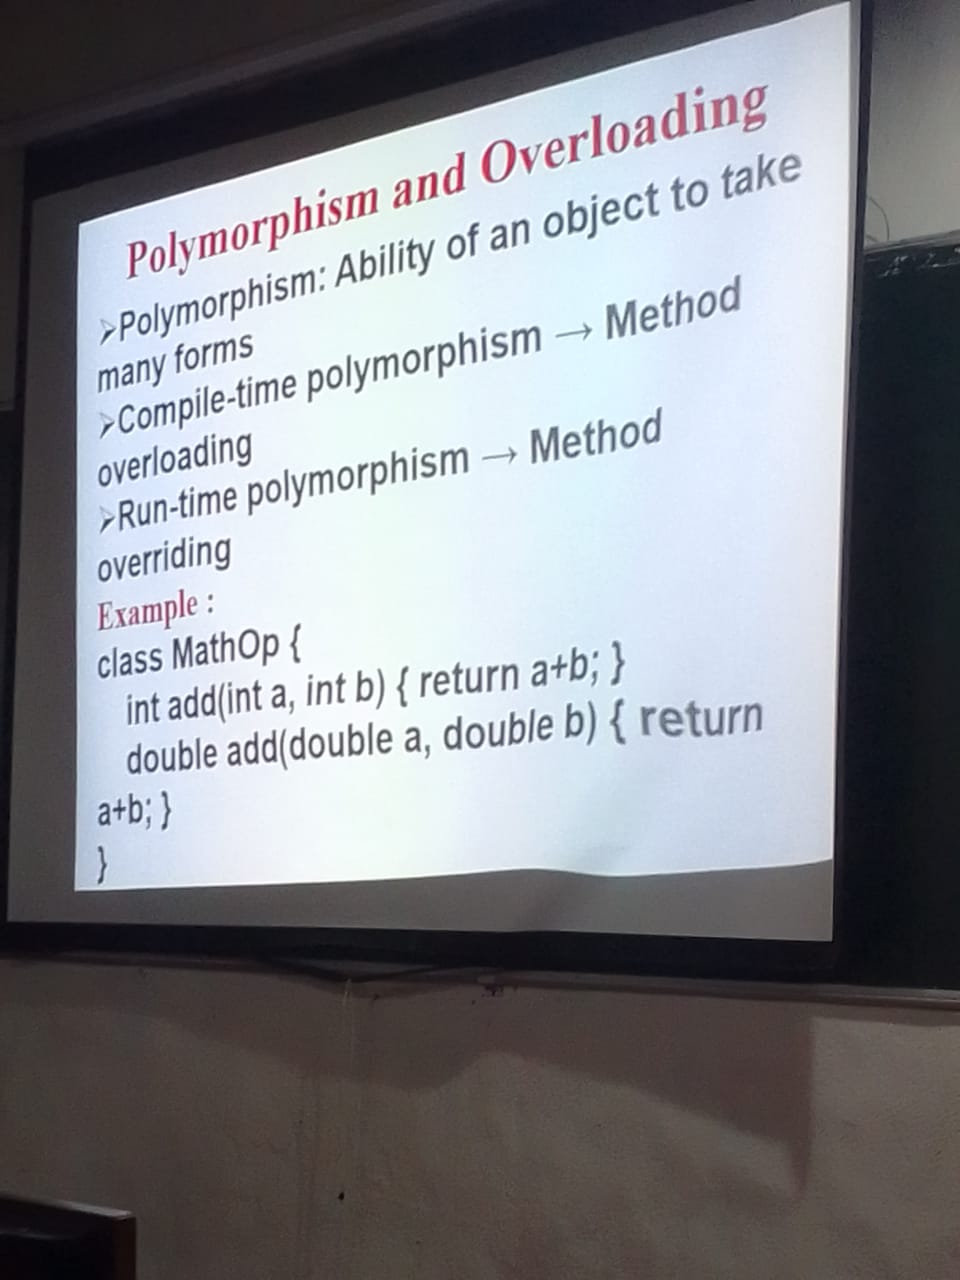 Polymorphism and Overloading
➢Polymorphism: Ability of an object to take
many forms
➢Compile-time polymorphism → Method
overloading
➢Run-time polymorphism → Method
overriding
Example :
class MathOp {
int add(int a, int b) { return a+b; }
double add(double a, double b) { return
a+b; }
}